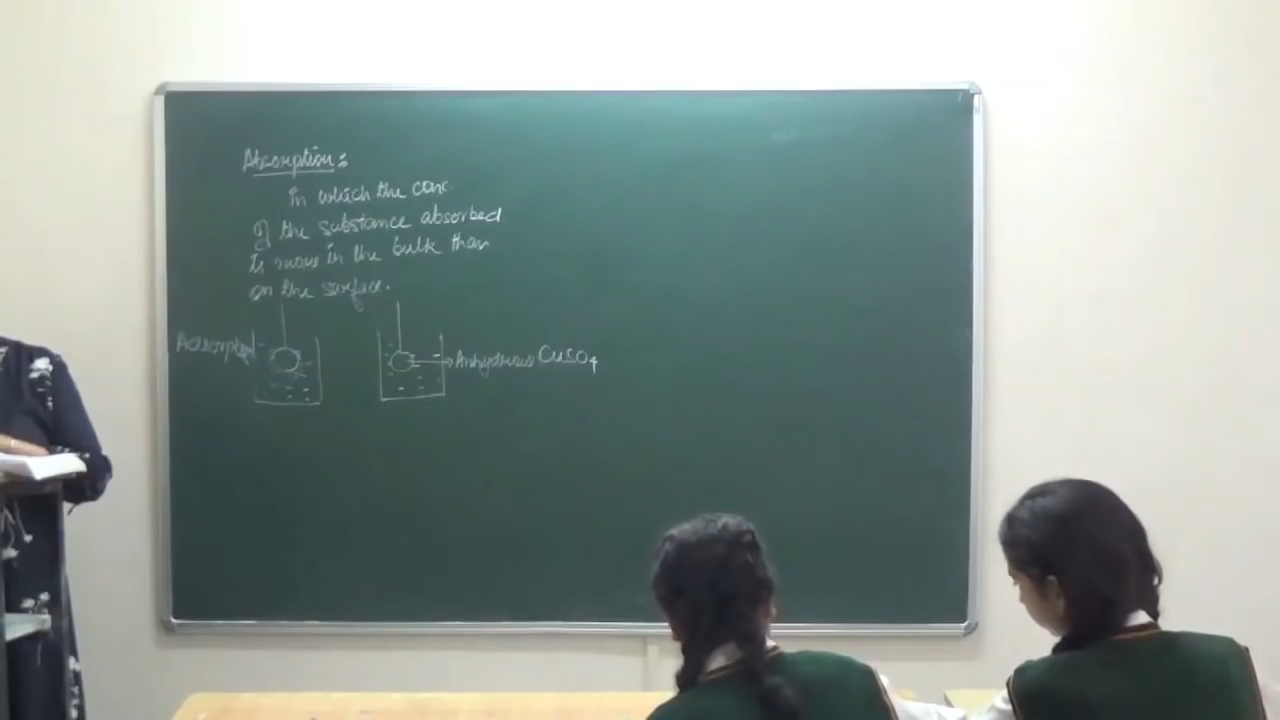 Absorption :
in which the conc.
of the substance absorbed
is more in the bulk than
on the surface.
Adsorption
Anhydrous CuSO4